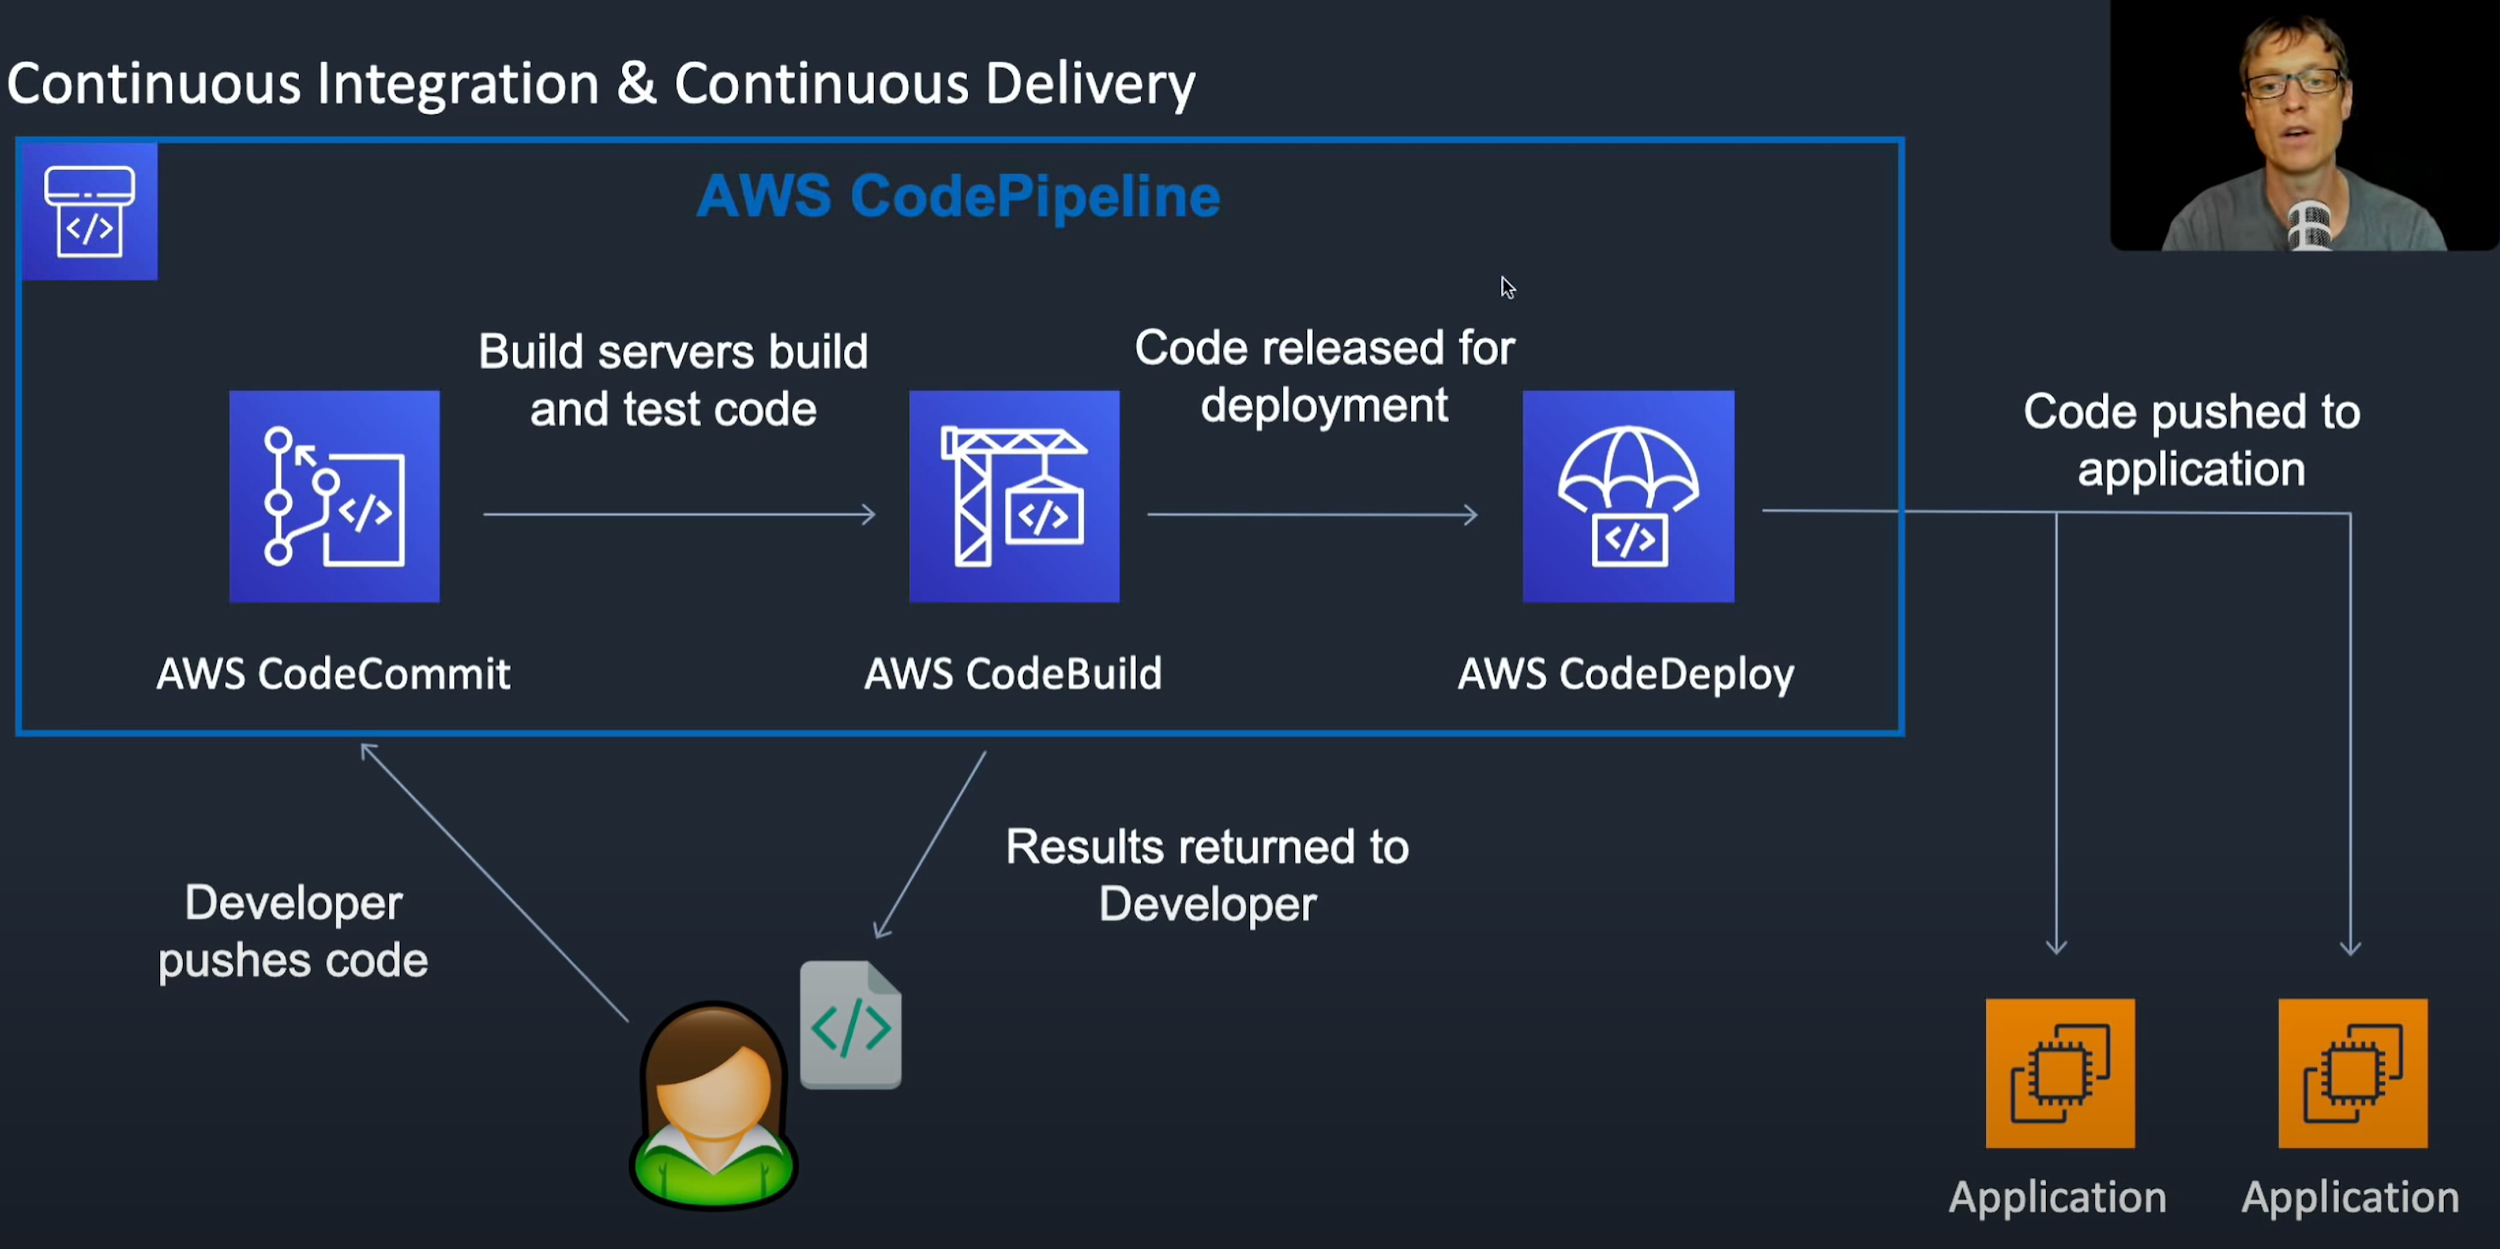 Continuous Integration & Continuous Delivery
AWS CodePipeline
Build servers build
and test code
Code released for
deployment
Code pushed to
application
AWS CodeCommit
AWS CodeBuild
AWS CodeDeploy
Developer
pushes code
Results returned to
Developer
Application
Application